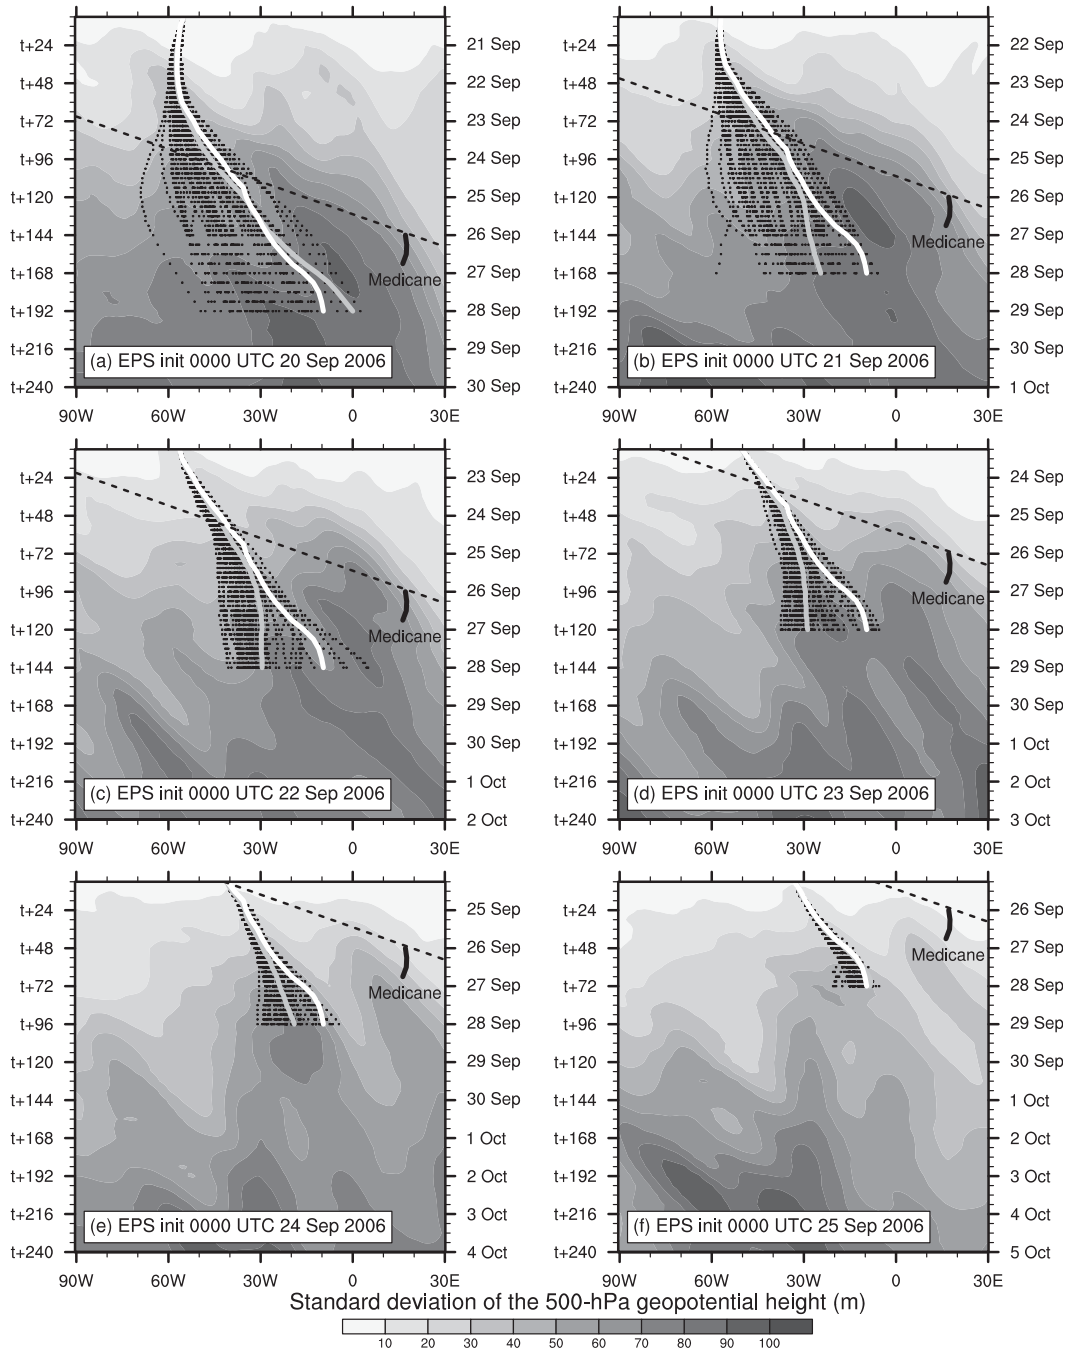 t+24
t+48
t+72
t+96
t+120
t+144
t+168
t+192
t+216
t+240
21 Sep
22 Sep
23 Sep
24 Sep
25 Sep
26 Sep
27 Sep
28 Sep
29 Sep
30 Sep
Medicane
(a) EPS init 0000 UTC 20 Sep 2006
90W 60W 30W 0 30E
t+24
t+48
t+72
t+96
t+120
t+144
t+168
t+192
t+216
t+240
22 Sep
23 Sep
24 Sep
25 Sep
26 Sep
27 Sep
28 Sep
29 Sep
30 Sep
1 Oct
Medicane
(b) EPS init 0000 UTC 21 Sep 2006
90W 60W 30W 0 30E
t+24
t+48
t+72
t+96
t+120
t+144
t+168
t+192
t+216
t+240
23 Sep
24 Sep
25 Sep
26 Sep
27 Sep
28 Sep
29 Sep
30 Sep
1 Oct
2 Oct
Medicane
(c) EPS init 0000 UTC 22 Sep 2006
90W 60W 30W 0 30E
t+24
t+48
t+72
t+96
t+120
t+144
t+168
t+192
t+216
t+240
24 Sep
25 Sep
26 Sep
27 Sep
28 Sep
29 Sep
30 Sep
1 Oct
2 Oct
3 Oct
Medicane
(d) EPS init 0000 UTC 23 Sep 2006
90W 60W 30W 0 30E
t+24
t+48
t+72
t+96
t+120
t+144
t+168
t+192
t+216
t+240
25 Sep
26 Sep
27 Sep
28 Sep
29 Sep
30 Sep
1 Oct
2 Oct
3 Oct
4 Oct
Medicane
(e) EPS init 0000 UTC 24 Sep 2006
90W 60W 30W 0 30E
t+24
t+48
t+72
t+96
t+120
t+144
t+168
t+192
t+216
t+240
26 Sep
27 Sep
28 Sep
29 Sep
30 Sep
1 Oct
2 Oct
3 Oct
4 Oct
5 Oct
Medicane
(f) EPS init 0000 UTC 25 Sep 2006
90W 60W 30W 0 30E
Standard deviation of the 500-hPa geopotential height (m)
10 20 30 40 50 60 70 80 90 100